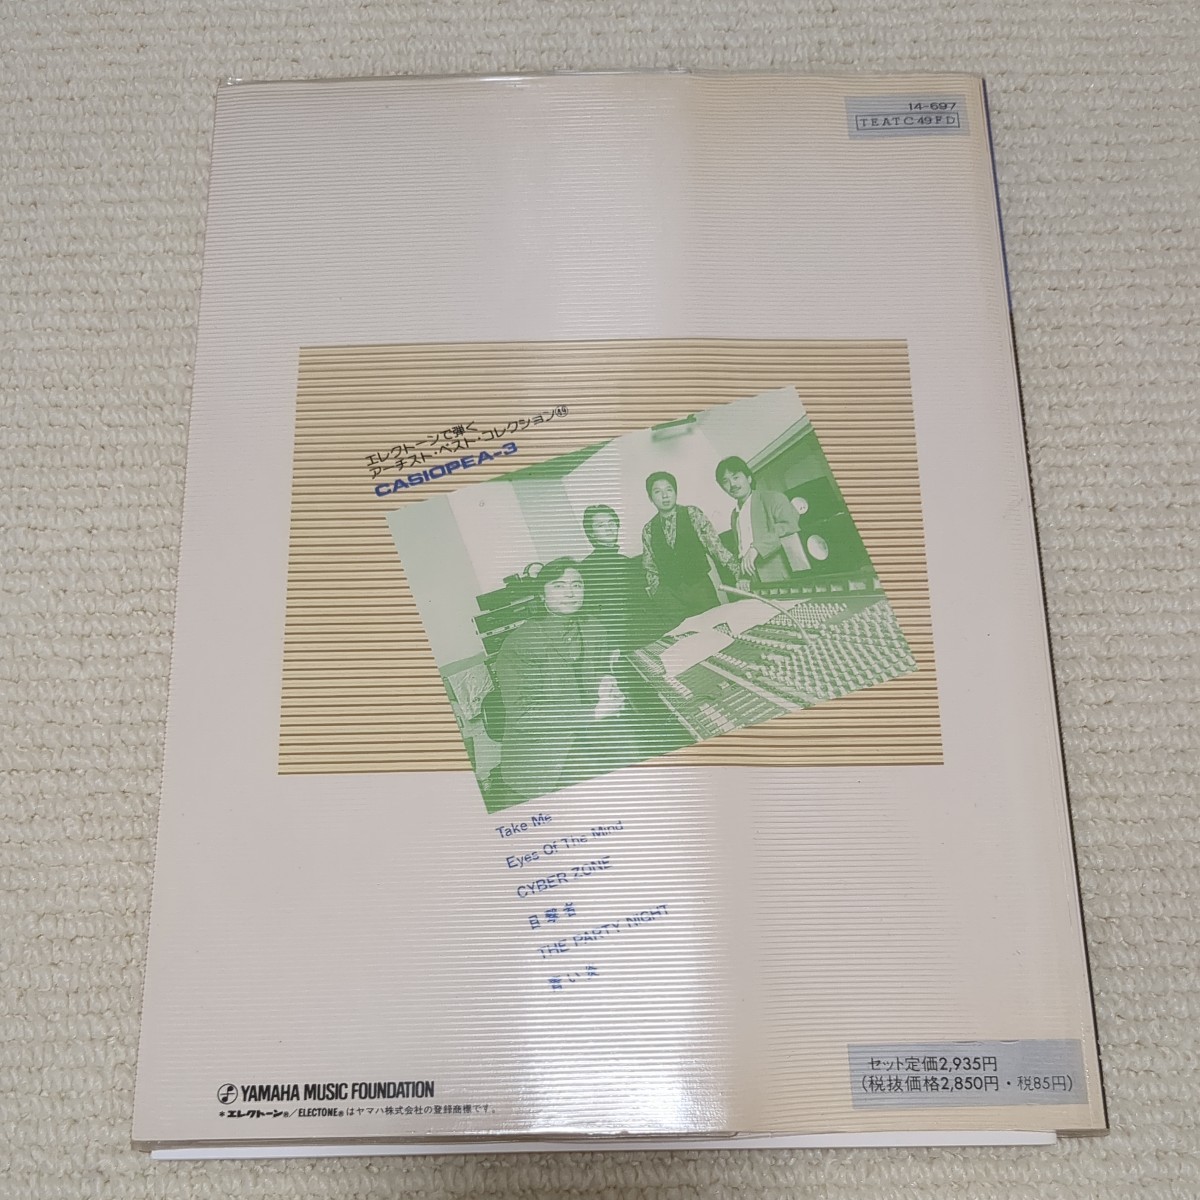 14-697
TEATC49FD
エレクトーンで弾く
アーチスト・ベスト・コレクション㊾
CASIOPEA-3
Take Me
Eyes Of The Mind
CYBER ZONE
目撃者
THE PARTY NIGHT
青い炎
セット定価2,935円
(税抜価格2,850円・税85円)
YAMAHA MUSIC FOUNDATION
*エレクトーン®/ELECTONE®はヤマハ株式会社の登録商標です。